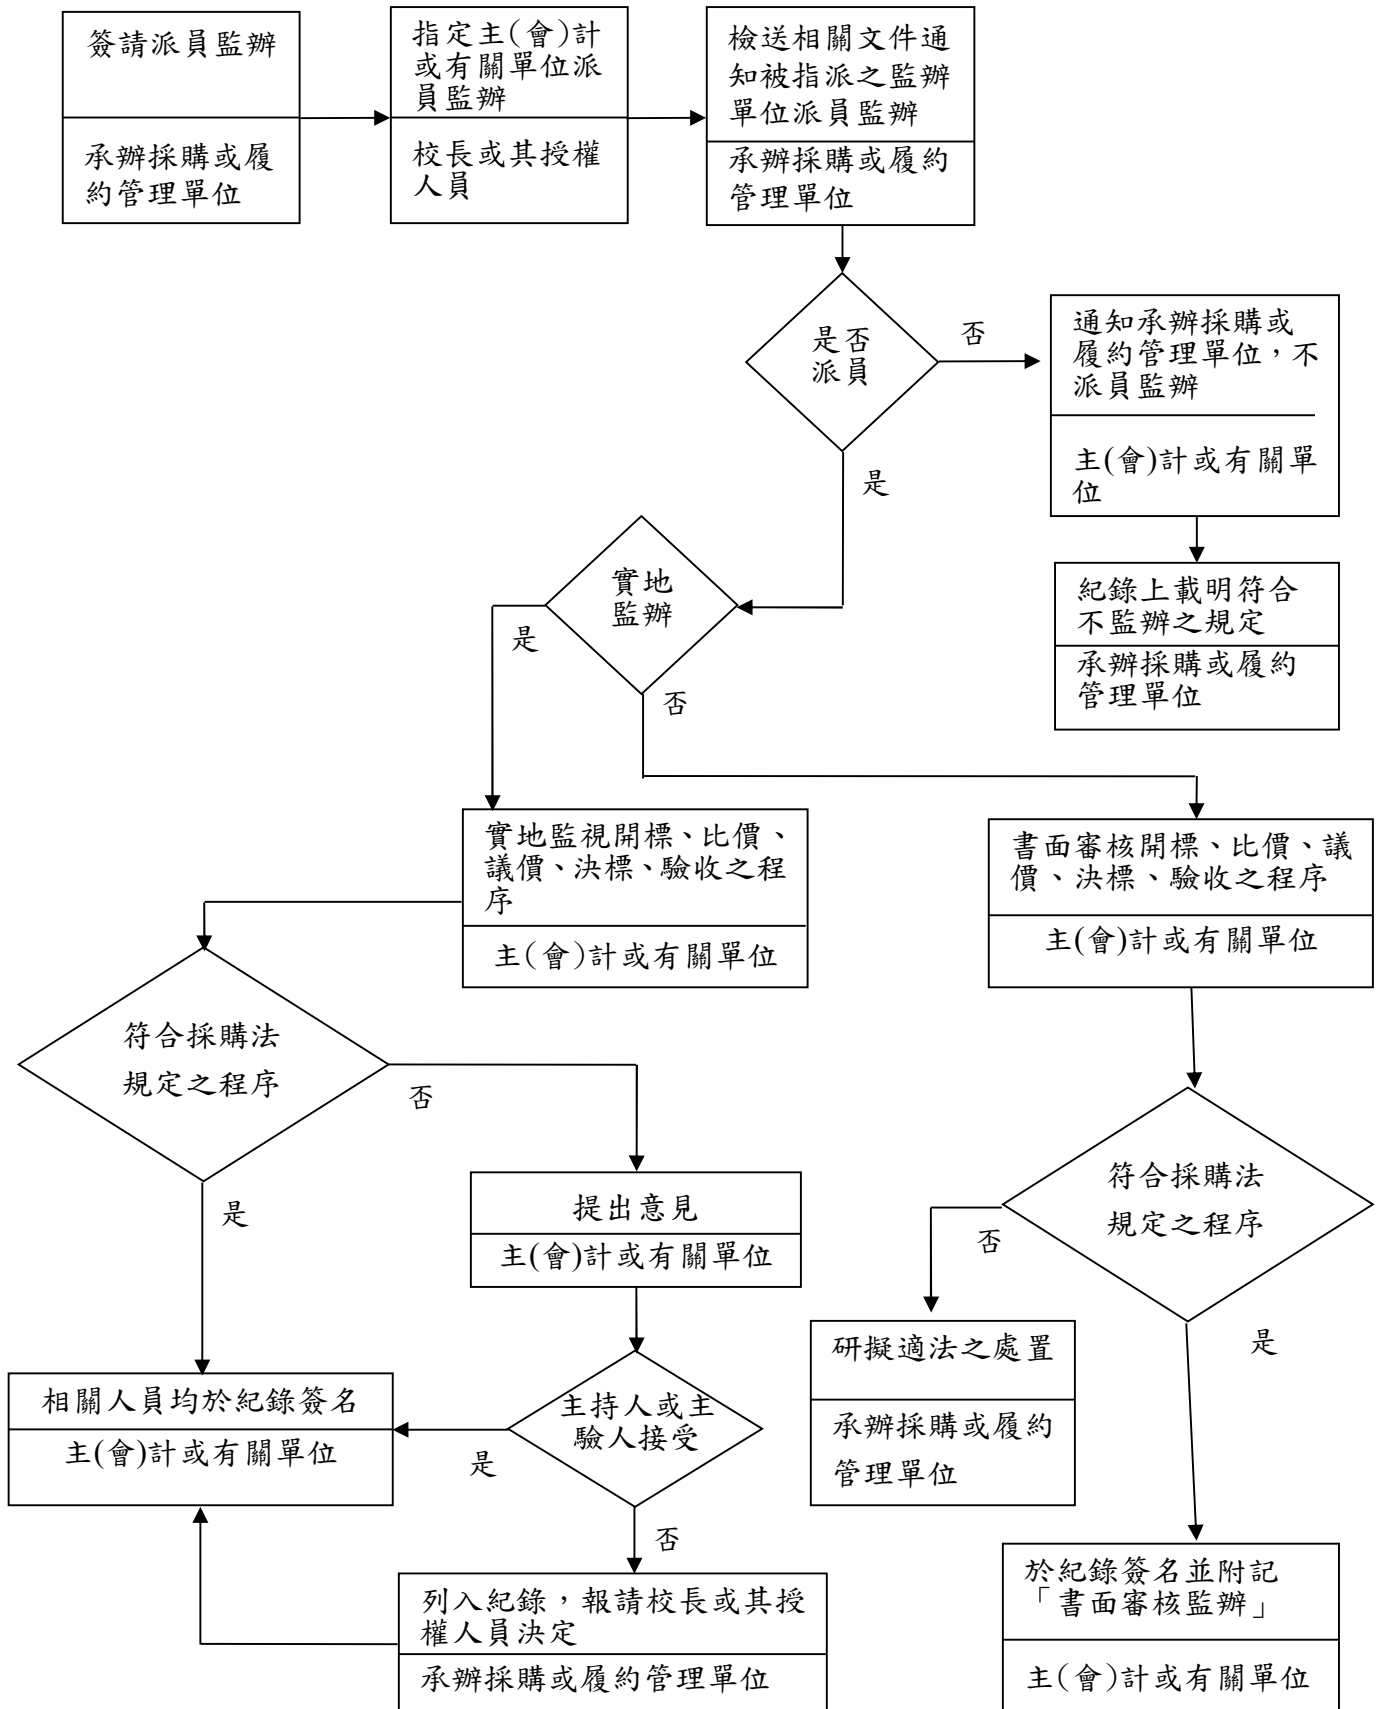 簽請派員監辦
承辦採購或履
約管理單位
指定主(會)計
或有關單位派
員監辦
校長或其授權
人員
檢送相關文件通
知被指派之監辦
單位派員監辦
承辦採購或履約
管理單位
是否
派員
否
是
通知承辦採購或
履約管理單位，不
派員監辦
主(會)計或有關單
位
紀錄上載明符合
不監辦之規定
承辦採購或履約
管理單位
實地
監辦
是
否
實地監視開標、比價、
議價、決標、驗收之程
序
主(會)計或有關單位
書面審核開標、比價、議
價、決標、驗收之程序
主(會)計或有關單位
符合採購法
規定之程序
否
是
提出意見
主(會)計或有關單位
符合採購法
規定之程序
否
是
研擬適法之處置
承辦採購或履約
管理單位
相關人員均於紀錄簽名
主(會)計或有關單位
主持人或主
驗人接受
是
否
列入紀錄，報請校長或其授
權人員決定
承辦採購或履約管理單位
於紀錄簽名並附記
「書面審核監辦」
主(會)計或有關單位